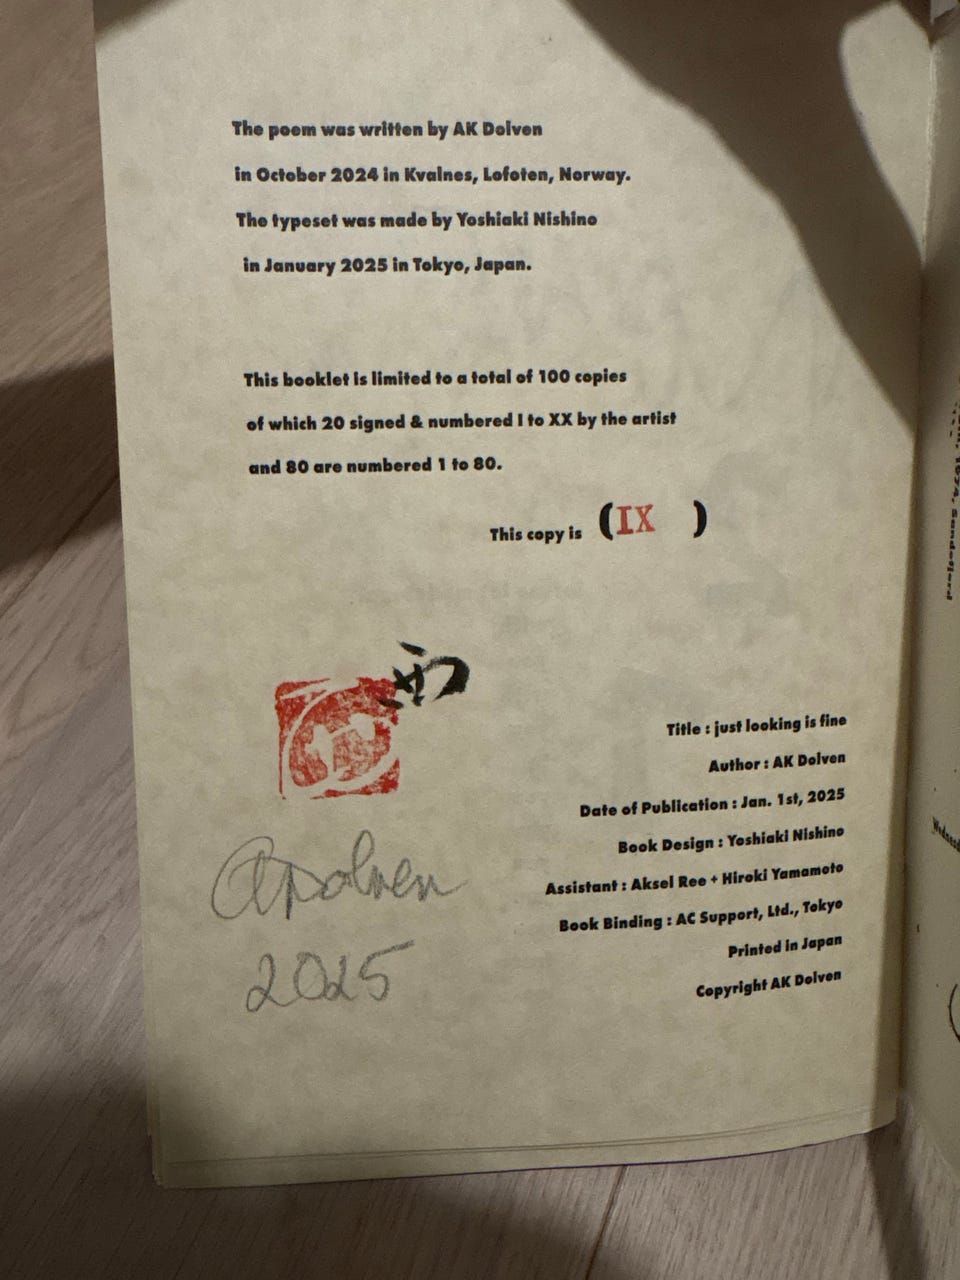 The poem was written by AK Dolven
in October 2024 in Kvalnes, Lofoten, Norway.
The typeset was made by Yoshiaki Nishino
in January 2025 in Tokyo, Japan.
This booklet is limited to a total of 100 copies
of which 20 signed & numbered I to XX by the artist
and 80 are numbered 1 to 80.
This copy is (IX )
Title : just looking is fine
Author : AK Dolven
Date of Publication : Jan. 1st, 2025
Book Design : Yoshiaki Nishino
Assistant : Aksel Ree + Hiroki Yamamoto
Book Binding : AC Support, Ltd., Tokyo
Printed in Japan
Copyright AK Dolven
2025